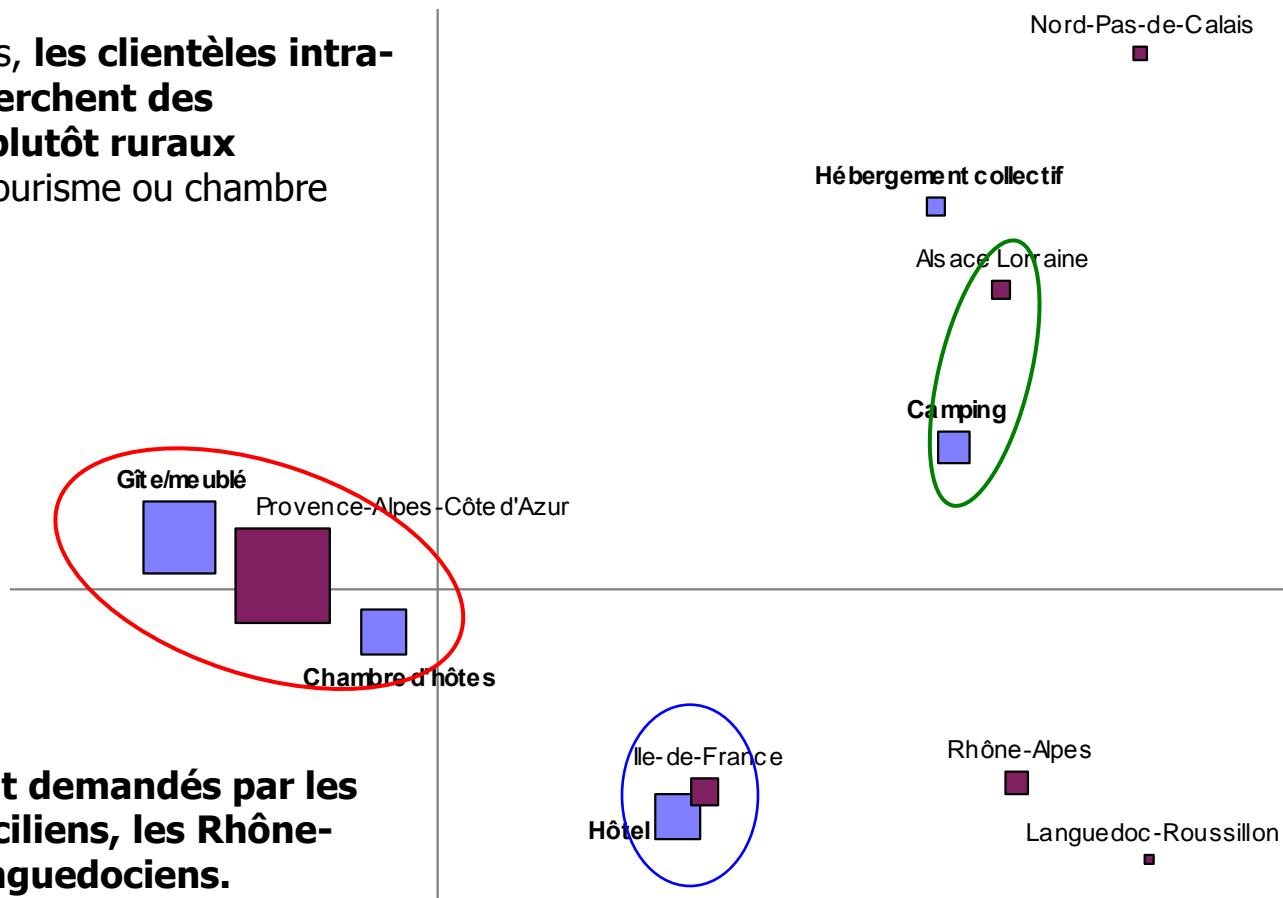 s, les clientèles intra-
erchent des
plutôt ruraux
ourisme ou chambre
Nord-Pas-de-Calais
Hébergement collectif
Alsace Lorraine
Camping
Gîte/meublé
Provence-Alpes-Côte d'Azur
Chambre d'hôtes
Ile-de-France
Rhône-Alpes
Hôtel
Languedoc-Roussillon
t demandés par les
ciliens, les Rhône-
nguedociens.